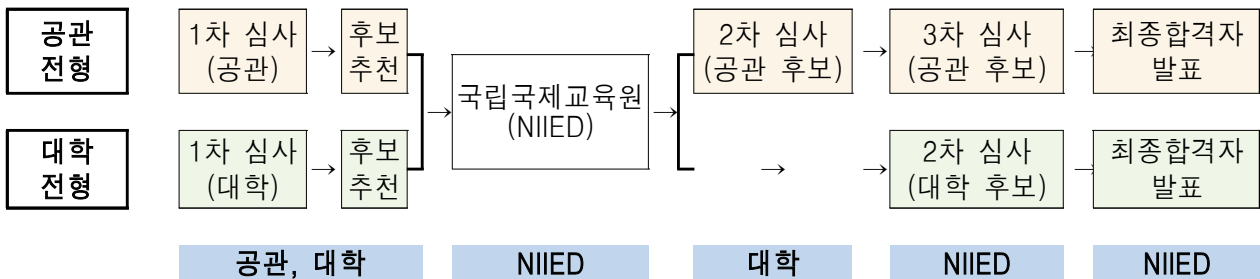 공관
전형
1차 심사
(공관)
→
후보
추천
→
국립국제교육원
(NIIED)
→
2차 심사
(공관 후보)
→
3차 심사
(공관 후보)
→
최종합격자
발표
대학
전형
1차 심사
(대학)
→
후보
추천
→
→
2차 심사
(대학 후보)
→
최종합격자
발표
공관, 대학
NIIED
대학
NIIED
NIIED